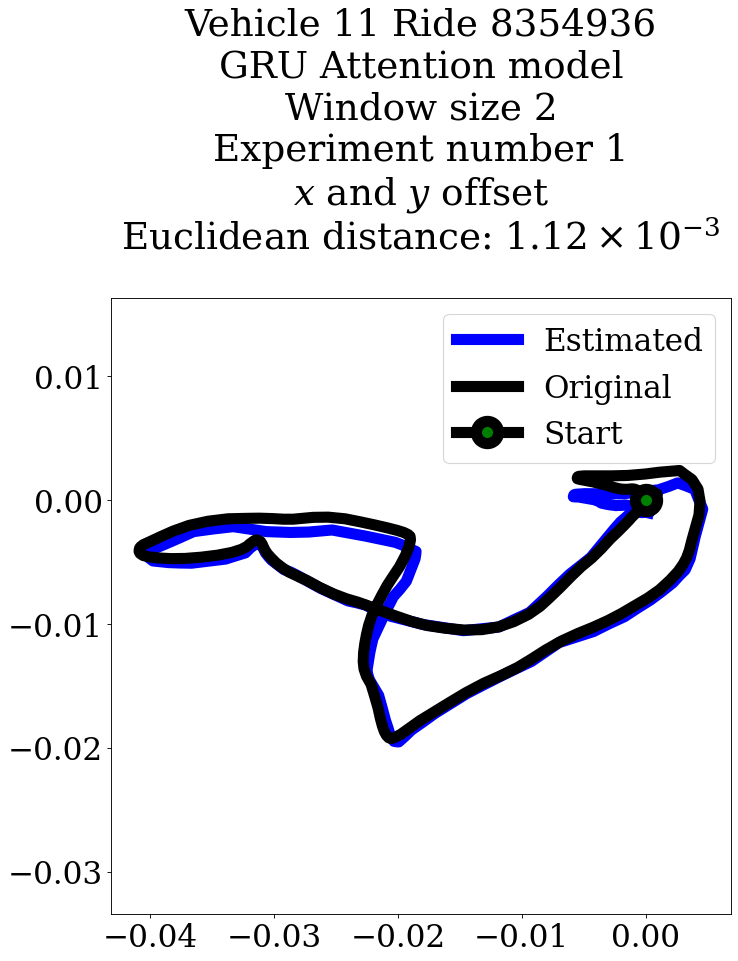 Vehicle 11 Ride 8354936
GRU Attention model
Window size 2
Experiment number 1
x and y offset
Euclidean distance: 1.12 × 10⁻³
Estimated
Original
Start
0.01
0.00
−0.01
−0.02
−0.03
−0.04 −0.03 −0.02 −0.01 0.00